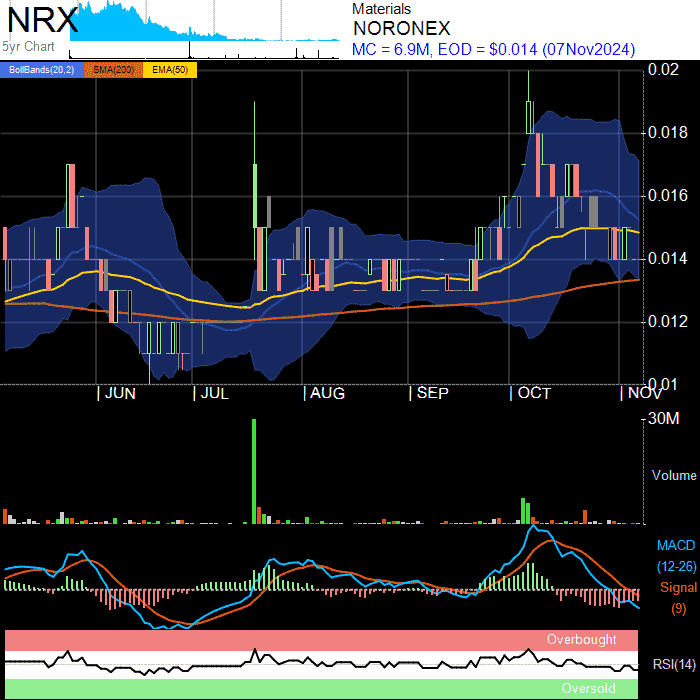 NRX
5yr Chart
Materials
NORONEX
MC = 6.9M, EOD = $0.014 (07Nov2024)
BollBands(20,2) SMA(200) EMA(50)
0.02
0.018
0.016
0.014
0.012
0.01
JUN JUL AUG SEP OCT NOV
30M
Volume
MACD
(12-26)
Signal
(9)
Overbought
RSI(14)
Oversold